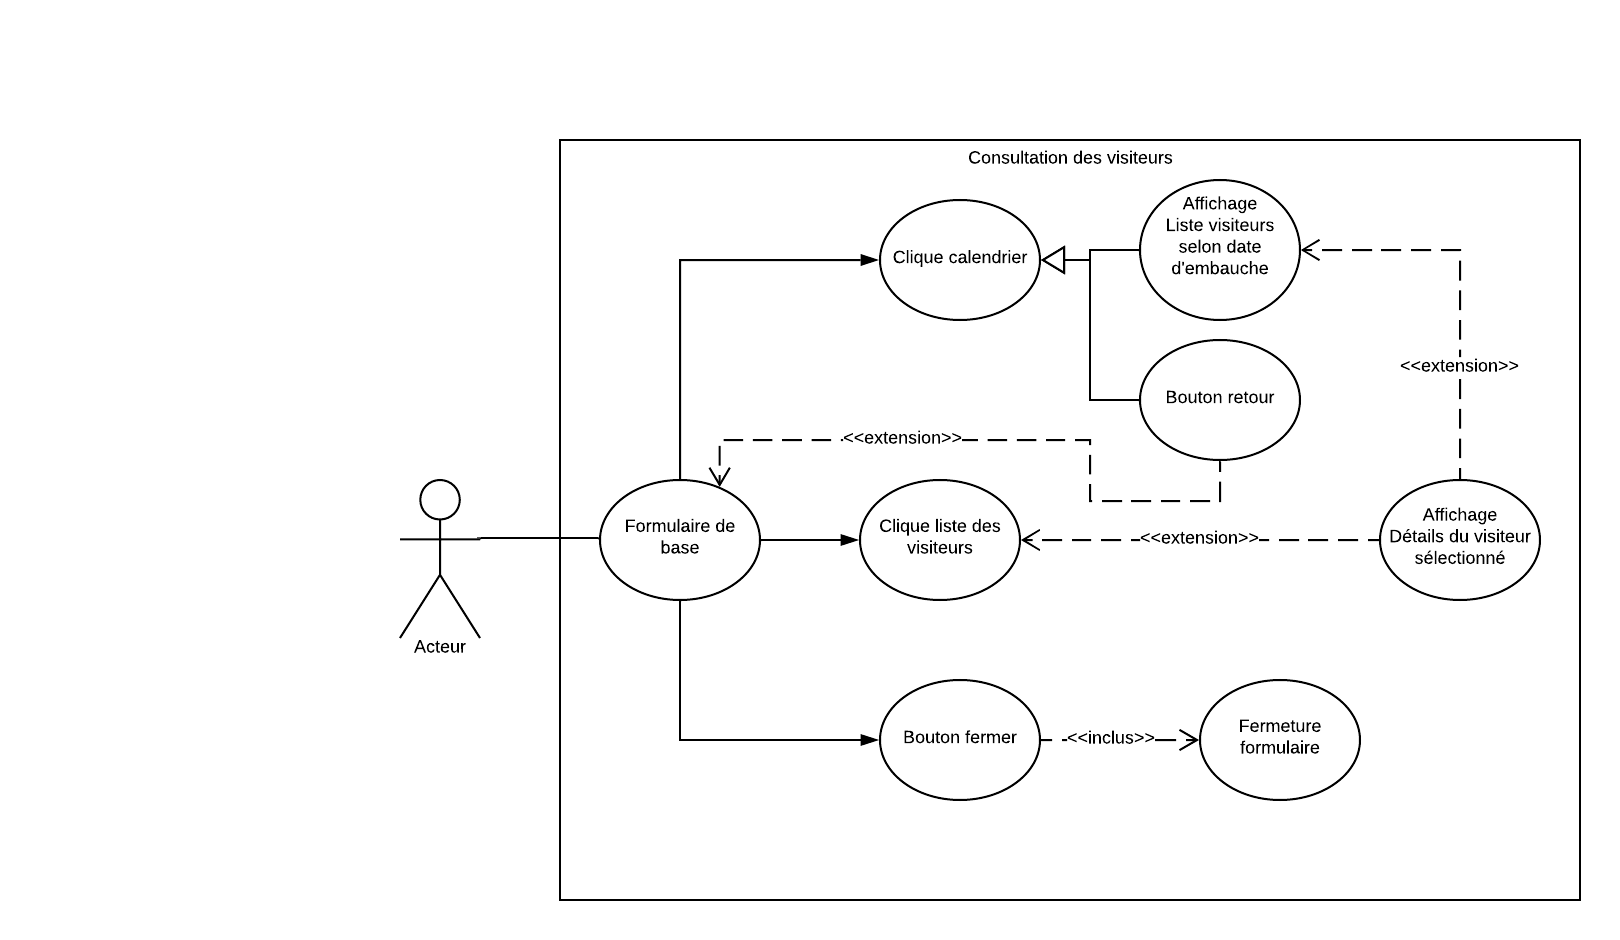 Consultation des visiteurs
Affichage
Liste visiteurs
selon date
d'embauche
Clique calendrier
<<extension>>
Bouton retour
<<extension>>
Formulaire de
base
Clique liste des
visiteurs
<<extension>>
Affichage
Détails du visiteur
sélectionné
Acteur
Bouton fermer
<<inclus>>
Fermeture
formulaire